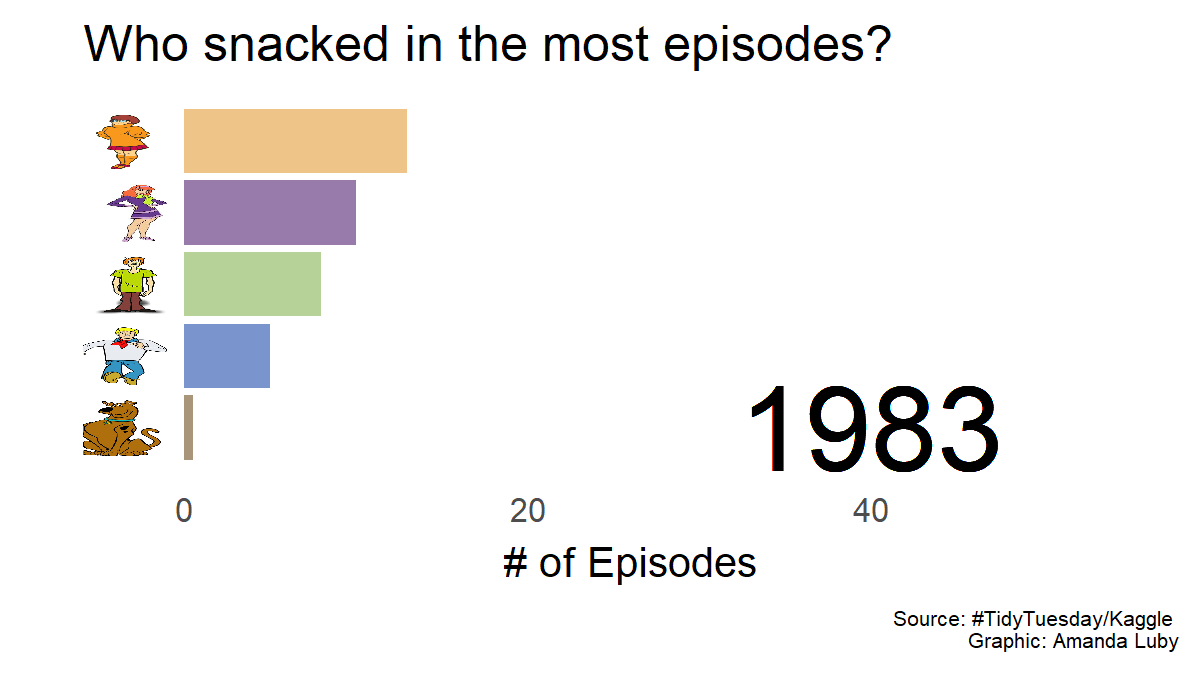 Who snacked in the most episodes?
1983
0 20 40
# of Episodes
Source: #TidyTuesday/Kaggle
Graphic: Amanda Luby